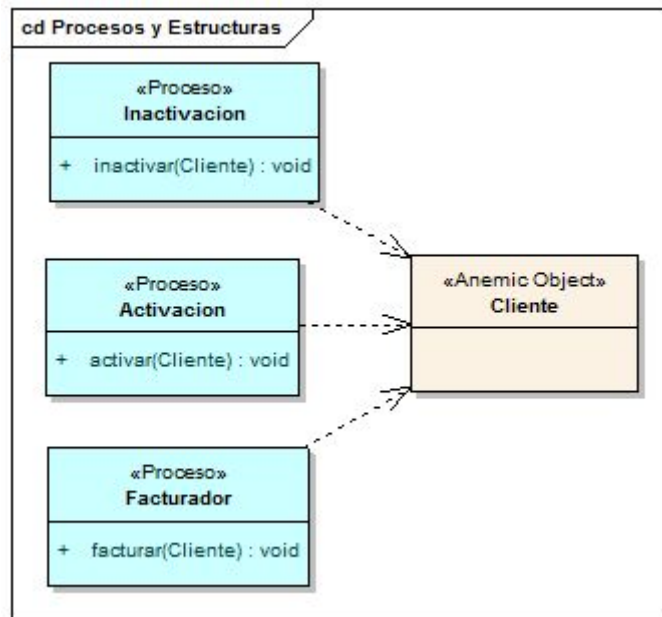 cd Procesos y Estructuras
«Proceso»
Inactivacion
+ inactivar(Cliente) : void
«Proceso»
Activacion
+ activar(Cliente) : void
«Proceso»
Facturador
+ facturar(Cliente) : void
«Anemic Object»
Cliente